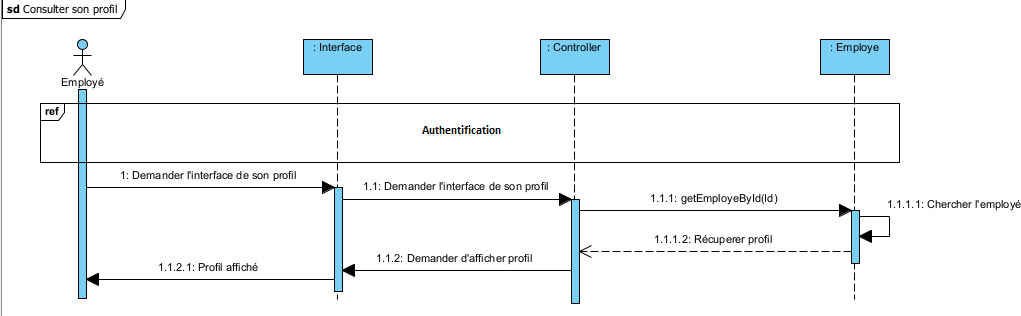 sd Consulter son profil
: Interface
: Controller
: Employe
Employé
ref
Authentification
1: Demander l'interface de son profil
1.1: Demander l'interface de son profil
1.1.1: getEmployeById(Id)
1.1.1.1: Chercher l'employé
1.1.1.2: Récuperer profil
1.1.2: Demander d'afficher profil
1.1.2.1: Profil affiché